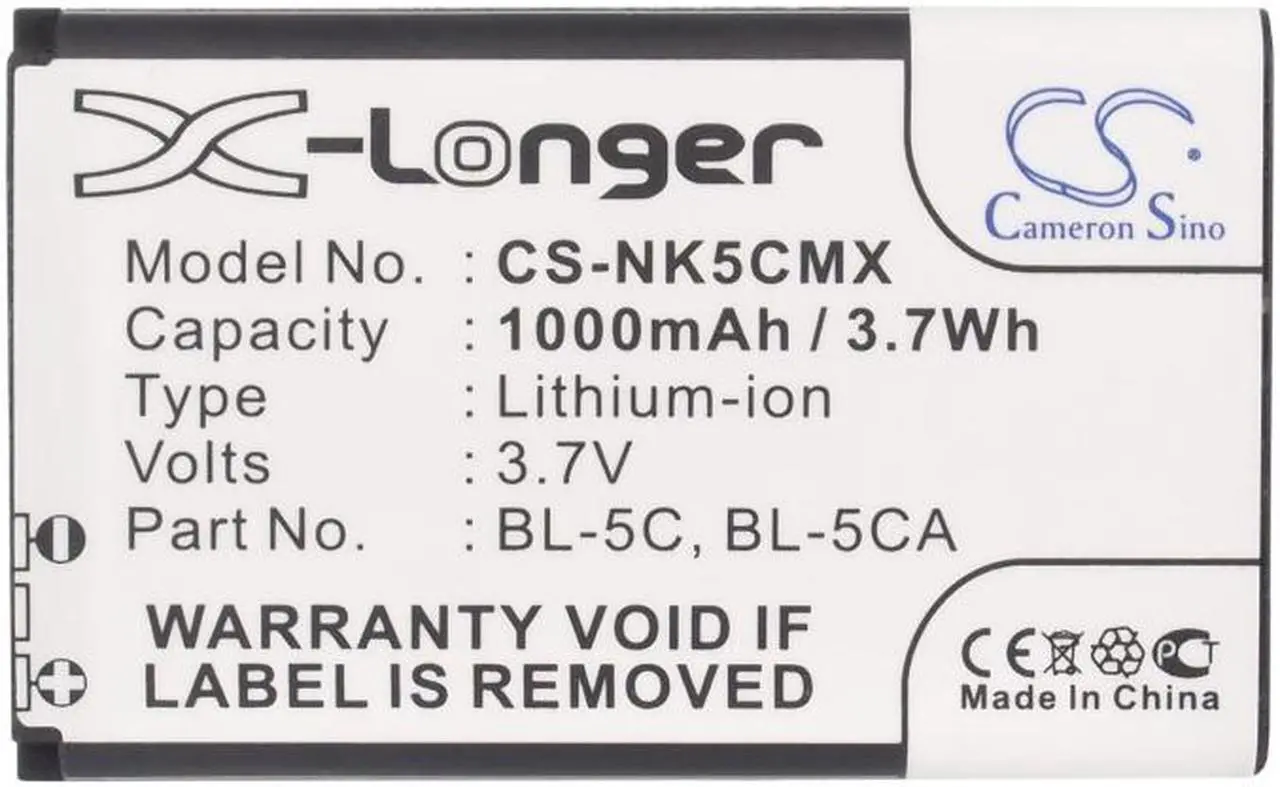 X-Longer
CS
Cameron Sino
Model No. : CS-NK5CMX
Capacity : 1000mAh / 3.7Wh
Type : Lithium-ion
Volts : 3.7V
Part No. : BL-5C, BL-5CA
WARRANTY VOID IF
LABEL IS REMOVED
CE PCT
Made In China